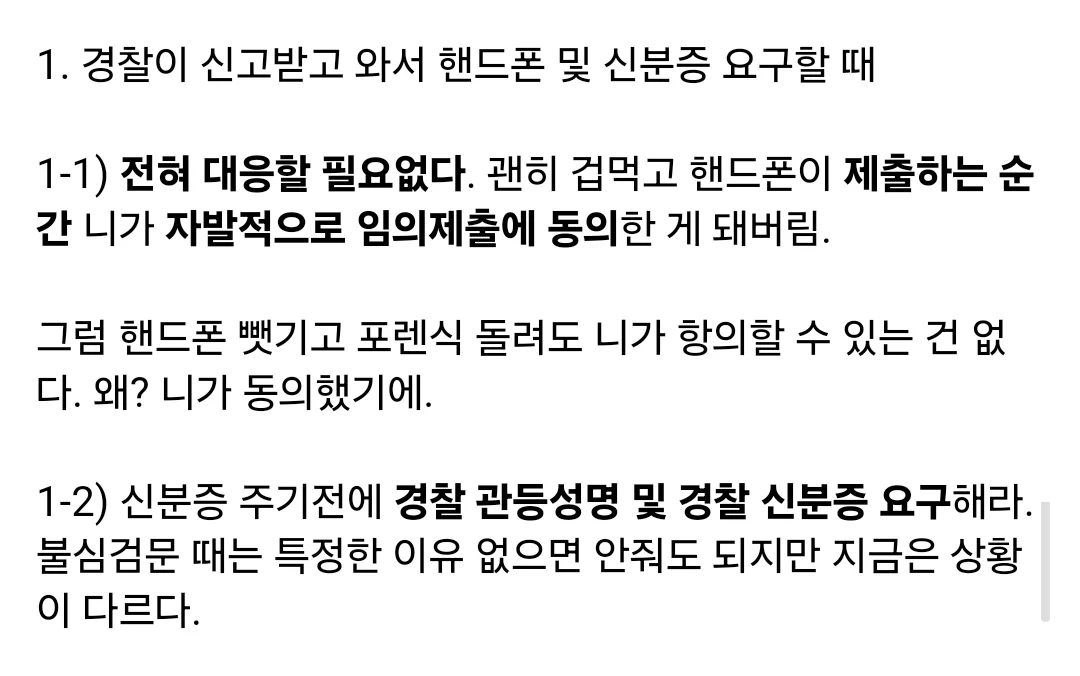 1. 경찰이 신고받고 와서 핸드폰 및 신분증 요구할 때
1-1) 전혀 대응할 필요없다. 괜히 겁먹고 핸드폰이 제출하는 순
간 니가 자발적으로 임의제출에 동의한 게 돼버림.
그럼 핸드폰 뺏기고 포렌식 돌려도 니가 항의할 수 있는 건 없
다. 왜? 니가 동의했기에.
1-2) 신분증 주기전에 경찰 관등성명 및 경찰 신분증 요구해라.
불심검문 때는 특정한 이유 없으면 안줘도 되지만 지금은 상황
이 다르다.